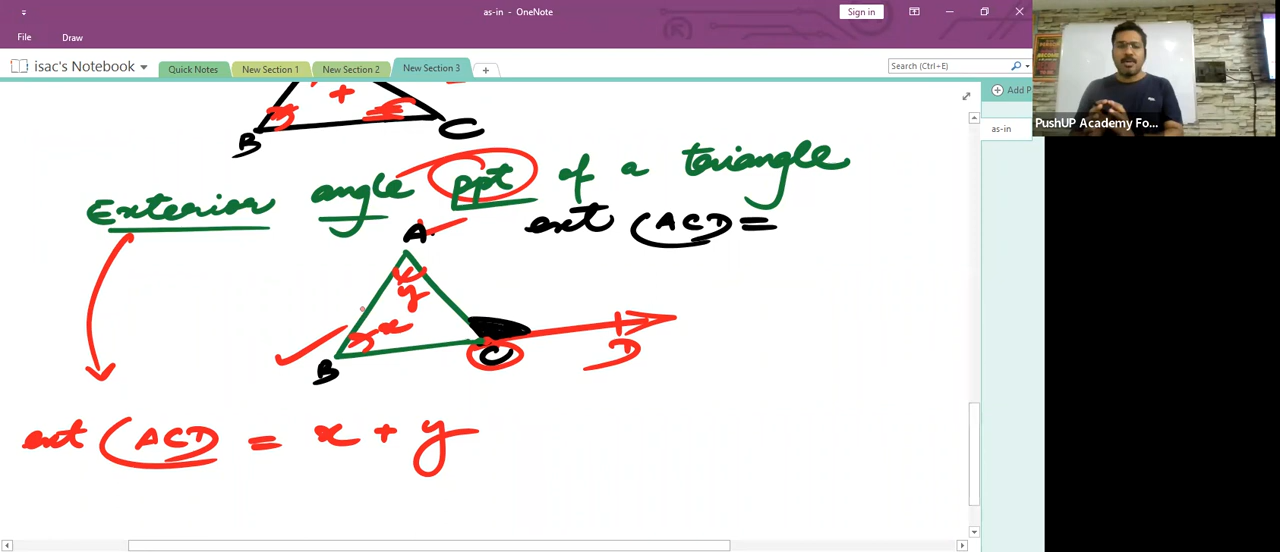 as-in - OneNote
Sign in
File
Draw
isac's Notebook
Quick Notes
New Section 1
New Section 2
New Section 3
Search (Ctrl+E)
Add P
as-in
PushUP Academy Fo...
+
B
C
Exterior angle ppt of a triangle
ext (ACD =
A
y
x
B
C
D
ext (ACD = x + y